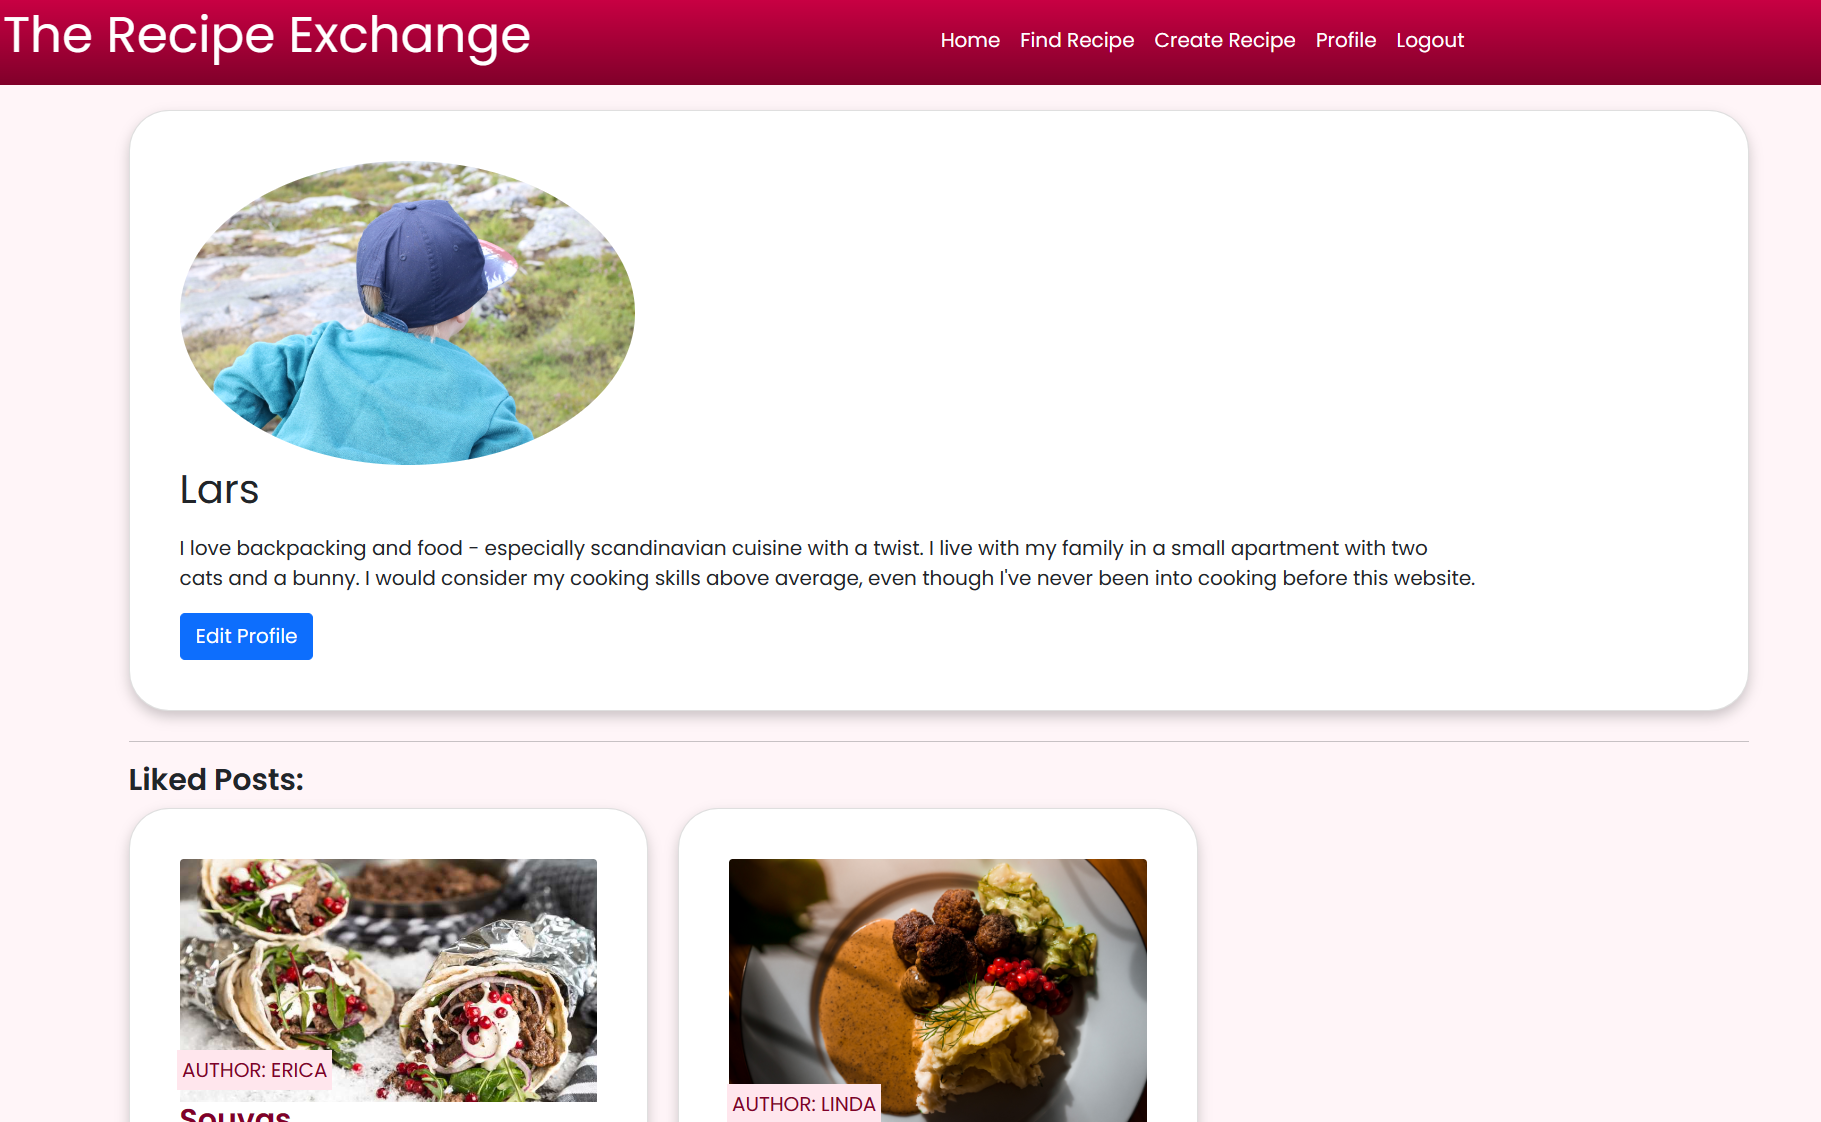 The Recipe Exchange
Home Find Recipe Create Recipe Profile Logout
Lars
I love backpacking and food - especially scandinavian cuisine with a twist. I live with my family in a small apartment with two
cats and a bunny. I would consider my cooking skills above average, even though I've never been into cooking before this website.
Edit Profile
Liked Posts:
AUTHOR: ERICA
AUTHOR: LINDA
Souvas